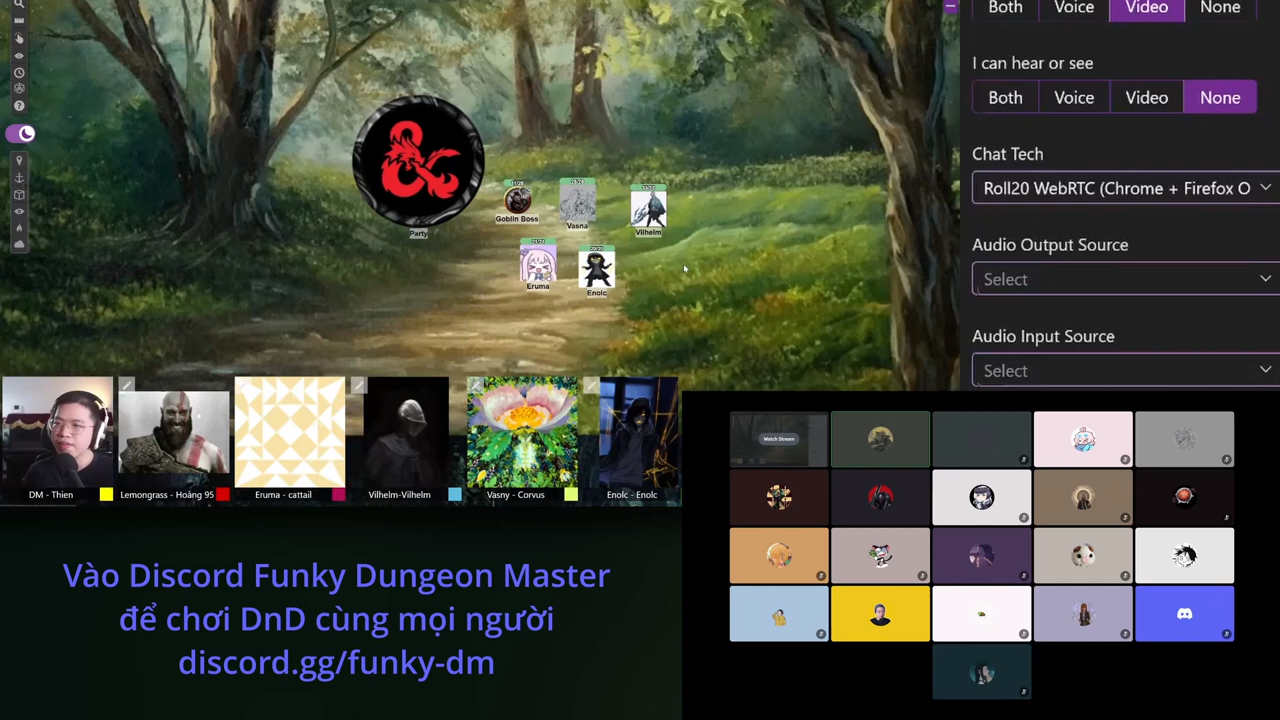 Both Voice Video None
I can hear or see
Both Voice Video None
Chat Tech
Roll20 WebRTC (Chrome + Firefox O
Audio Output Source
Select
Audio Input Source
Select
Party
Goblin Boss
Vasna
Vilhelm
Eruma
Enolc
DM - Thien
Lemongrass - Hoảng 95
Eruma - cattail
Vilhelm-Vilhelm
Vasny - Corvus
Enolc - Enolc
Vào Discord Funky Dungeon Master
để chơi DnD cùng mọi người
discord.gg/funky-dm
Watch Stream